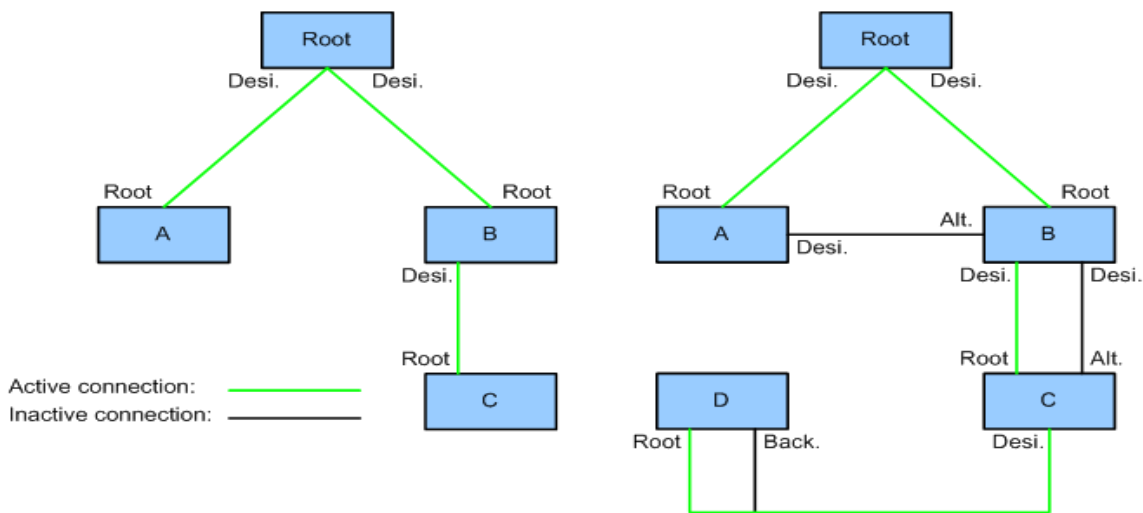 Root Root
Desi. Desi. Desi. Desi.
Root Root Root Root
A B A Desi. Alt. B
Desi. Desi. Desi.
Root Root Alt.
Active connection: C D C
Inactive connection:
Root Back. Desi.